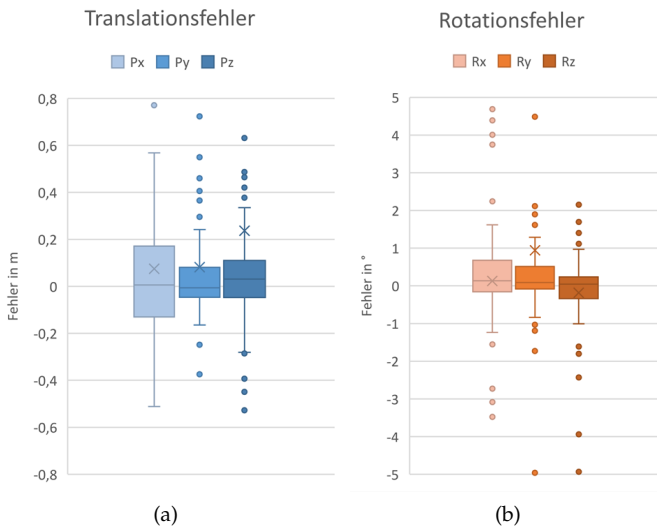 Translationsfehler
Px Py Pz
Fehler in m
0,8
0,6
0,4
0,2
0
-0,2
-0,4
-0,6
-0,8
(a)
Rotationsfehler
Rx Ry Rz
Fehler in °
5
4
3
2
1
0
-1
-2
-3
-4
-5
(b)